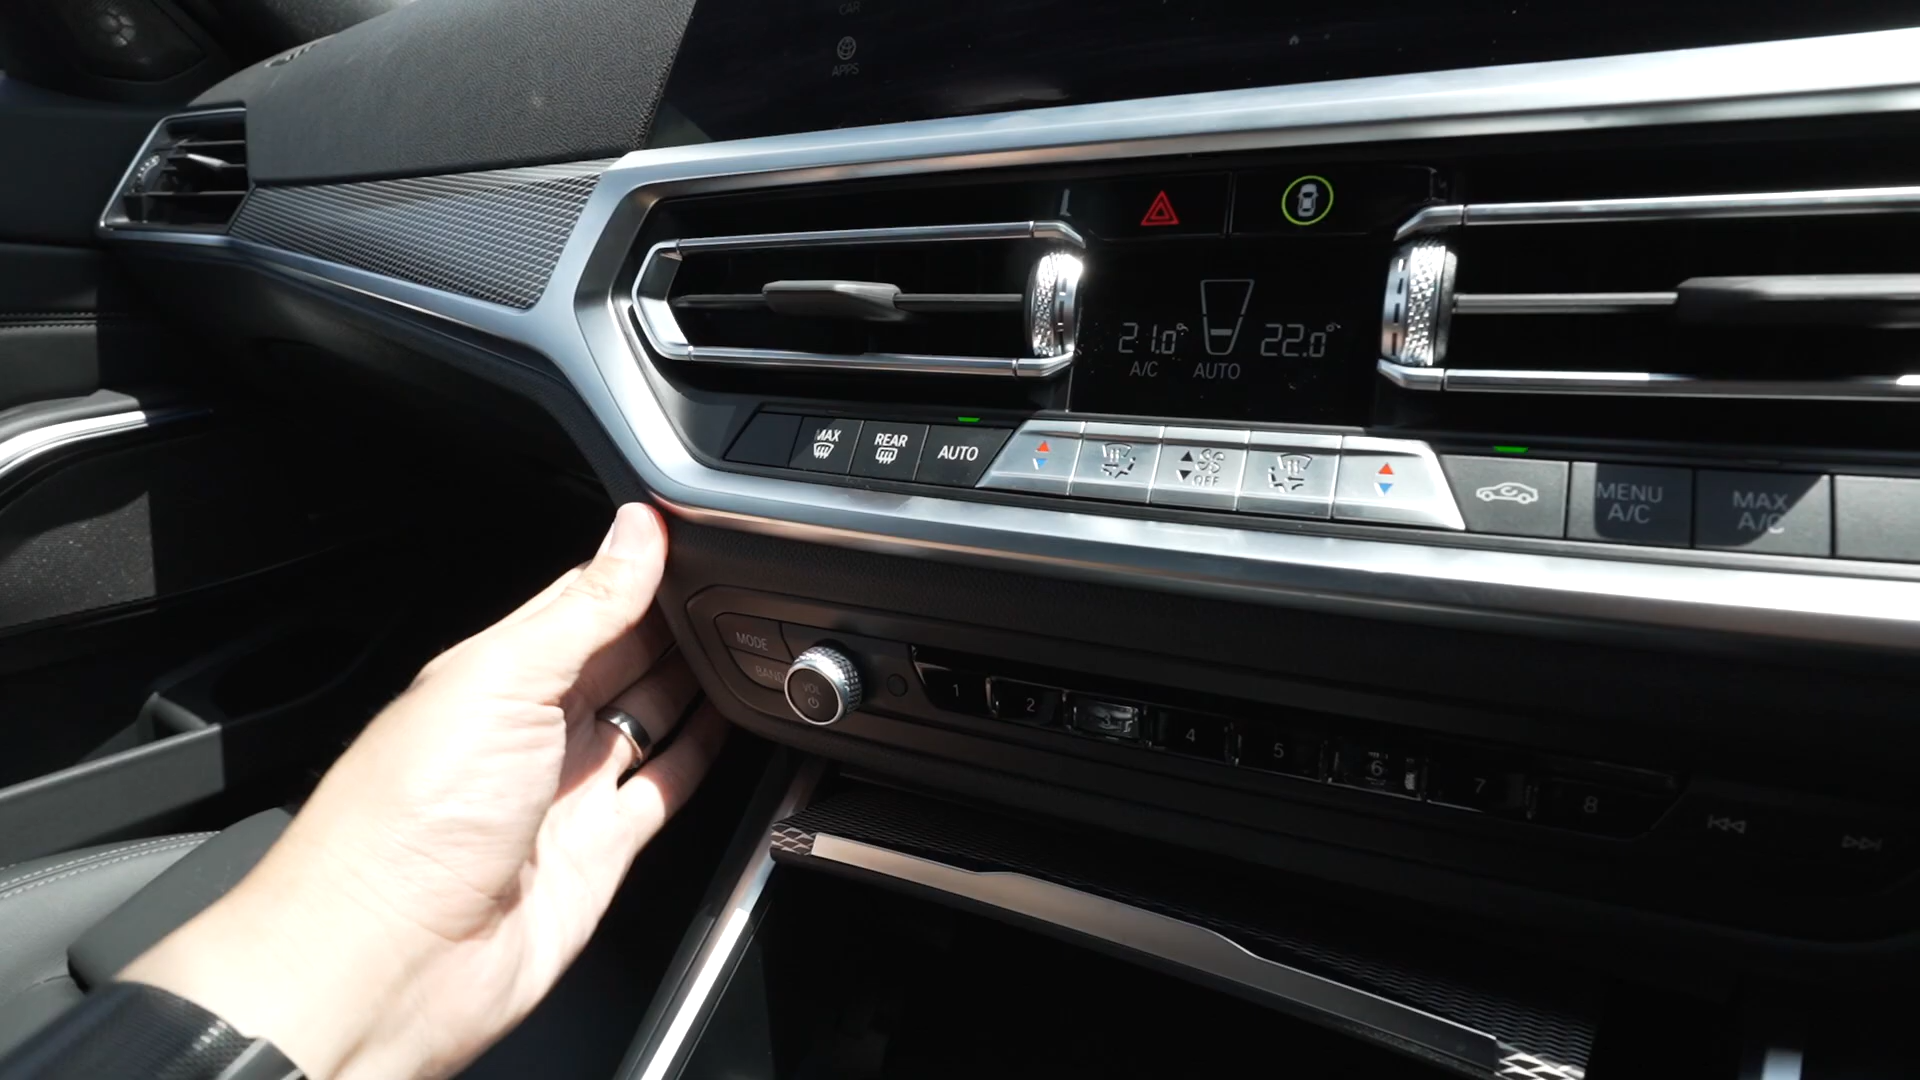 CAR
APPS
21.0° 22.0°
A/C AUTO
MAX
REAR
AUTO
OFF
MENU
A/C
MAX
A/C
MODE
BAND
VOL
1 2 3 4 5 6 7 8